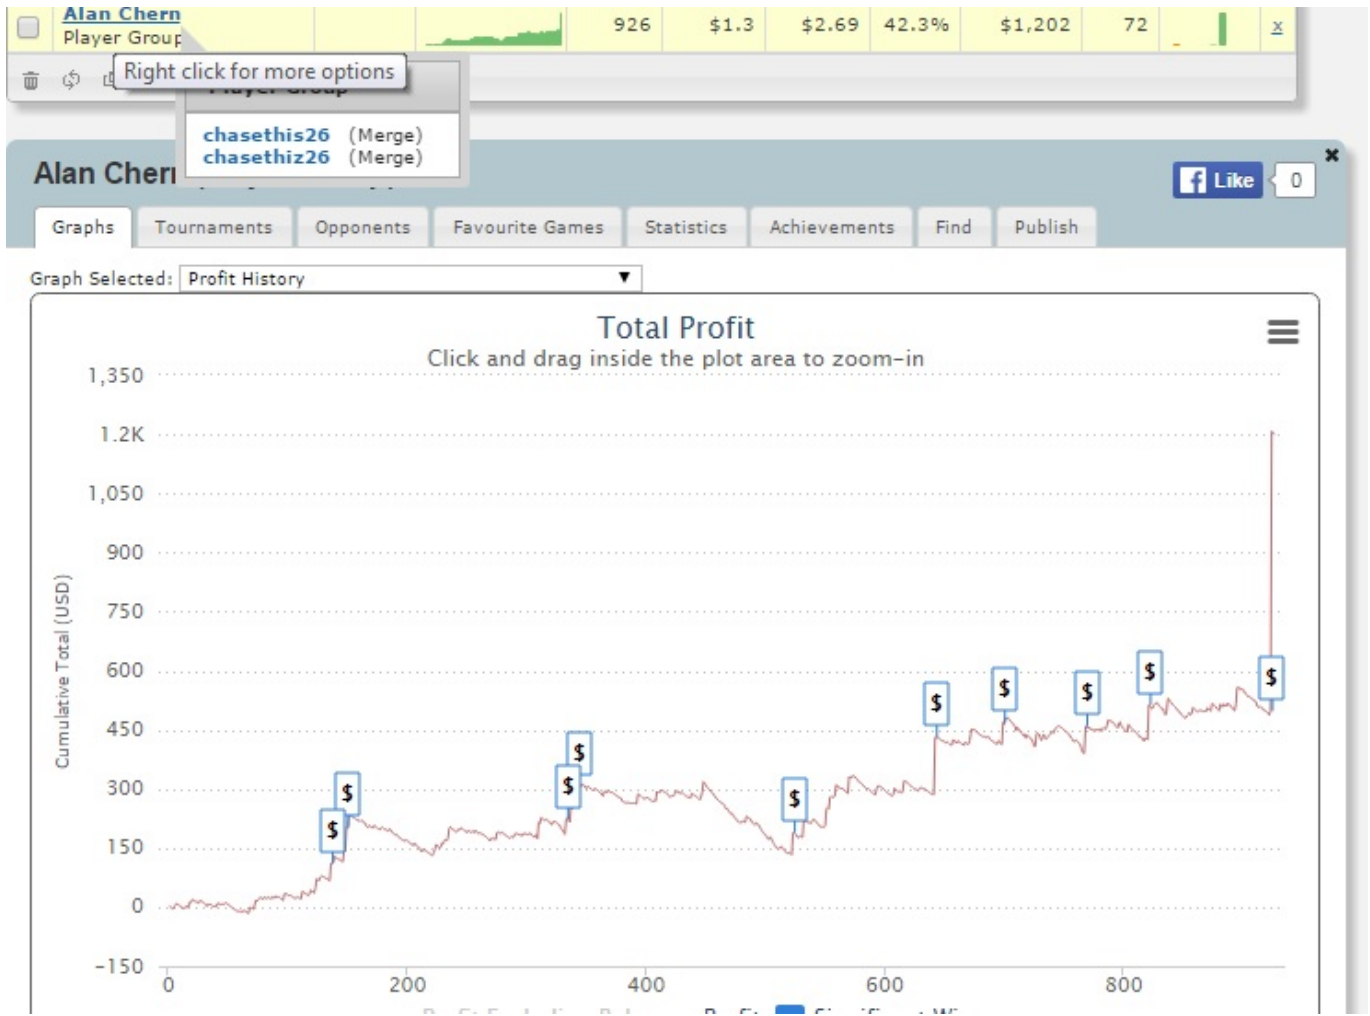 Alan Chern 926 $1.3 $2.69 42.3% $1,202 72 x
Player Group
Right click for more options
Player Group
chasethis26 (Merge)
chasethiz26 (Merge)
Alan Chern
Like 0
Graphs Tournaments Opponents Favourite Games Statistics Achievements Find Publish
Graph Selected: Profit History
Total Profit
Click and drag inside the plot area to zoom-in
1,350
1.2K
1,050
900
750
600
450
300
150
0
-150
Cumulative Total (USD)
$ $ $ $ $ $ $ $ $ $ $
0 200 400 600 800